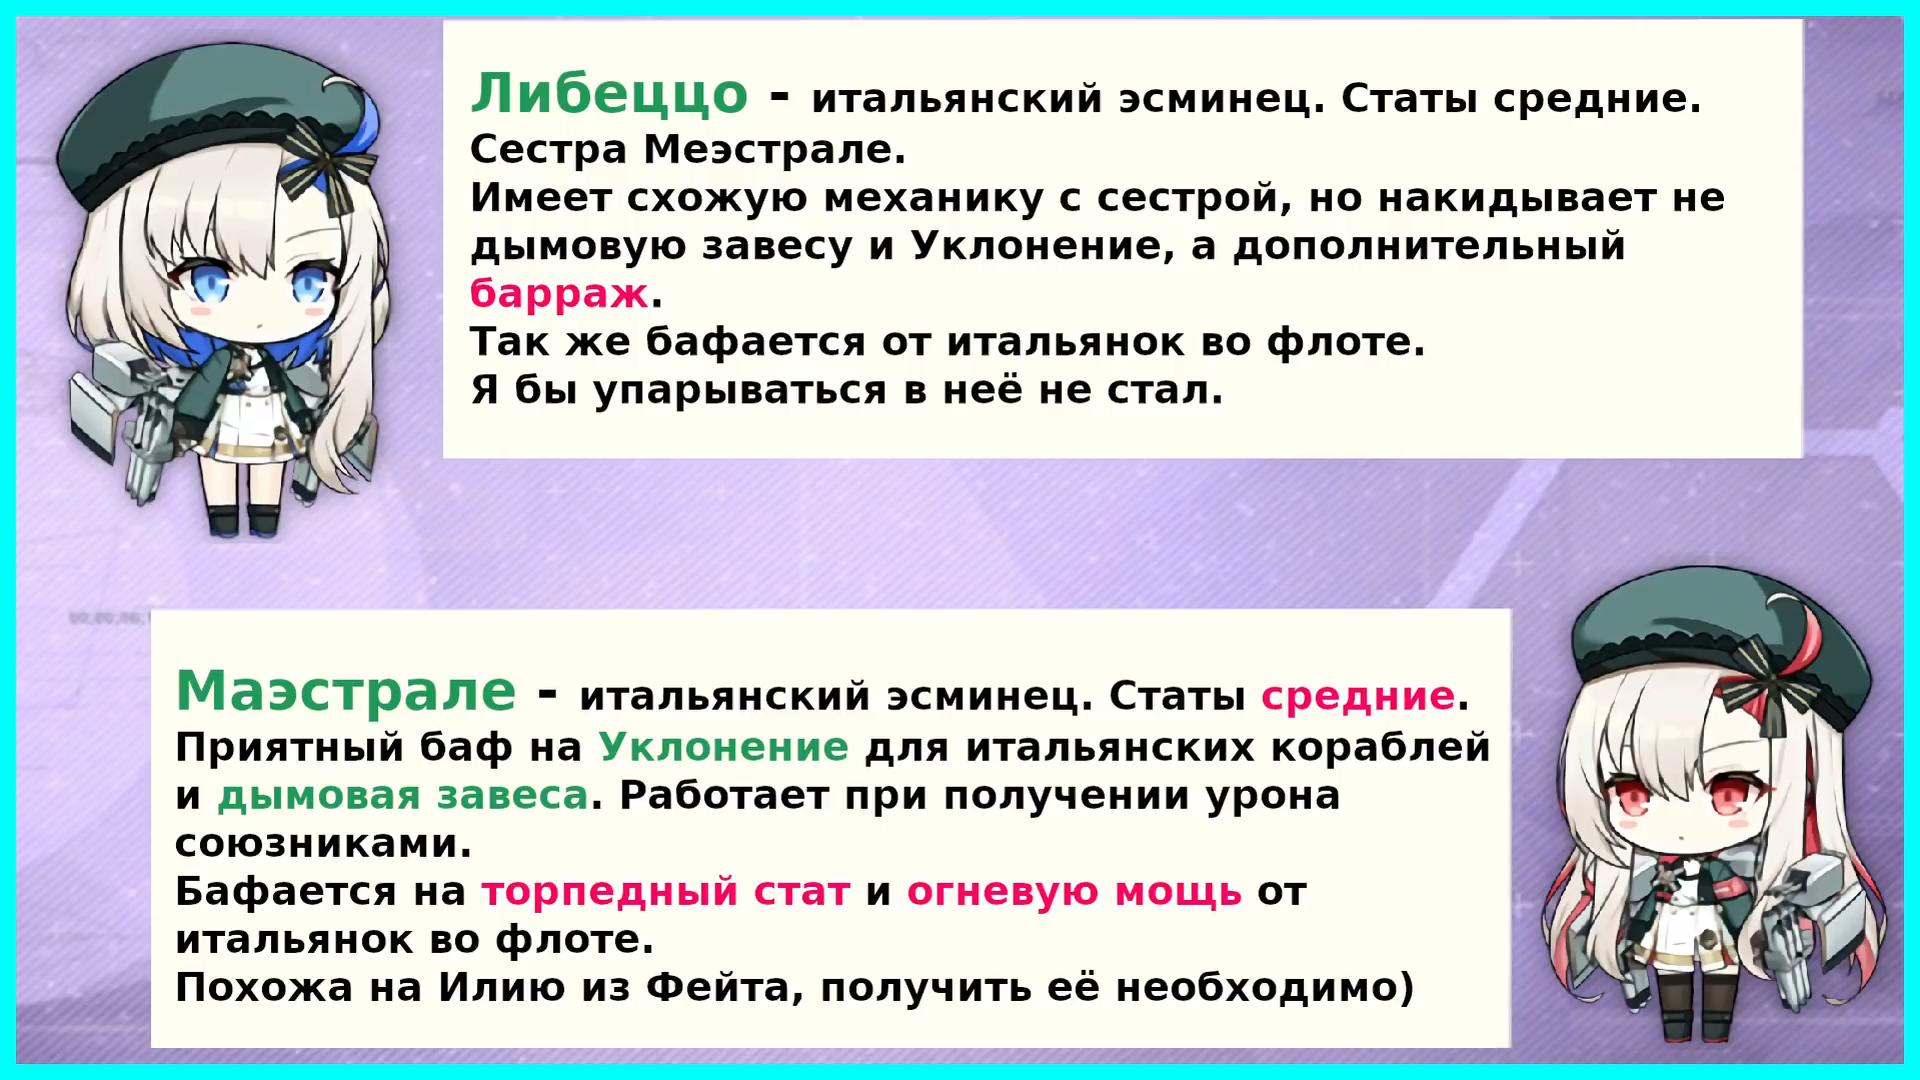 Либеццо - итальянский эсминец. Статы средние.
Сестра Меэстрале.
Имеет схожую механику с сестрой, но накидывает не
дымовую завесу и Уклонение, а дополнительный
барраж.
Так же бафается от итальянок во флоте.
Я бы упарываться в неё не стал.
Маэстрале - итальянский эсминец. Статы средние.
Приятный баф на Уклонение для итальянских кораблей
и дымовая завеса. Работает при получении урона
союзниками.
Бафается на торпедный стат и огневую мощь от
итальянок во флоте.
Похожа на Илию из Фейта, получить её необходимо)